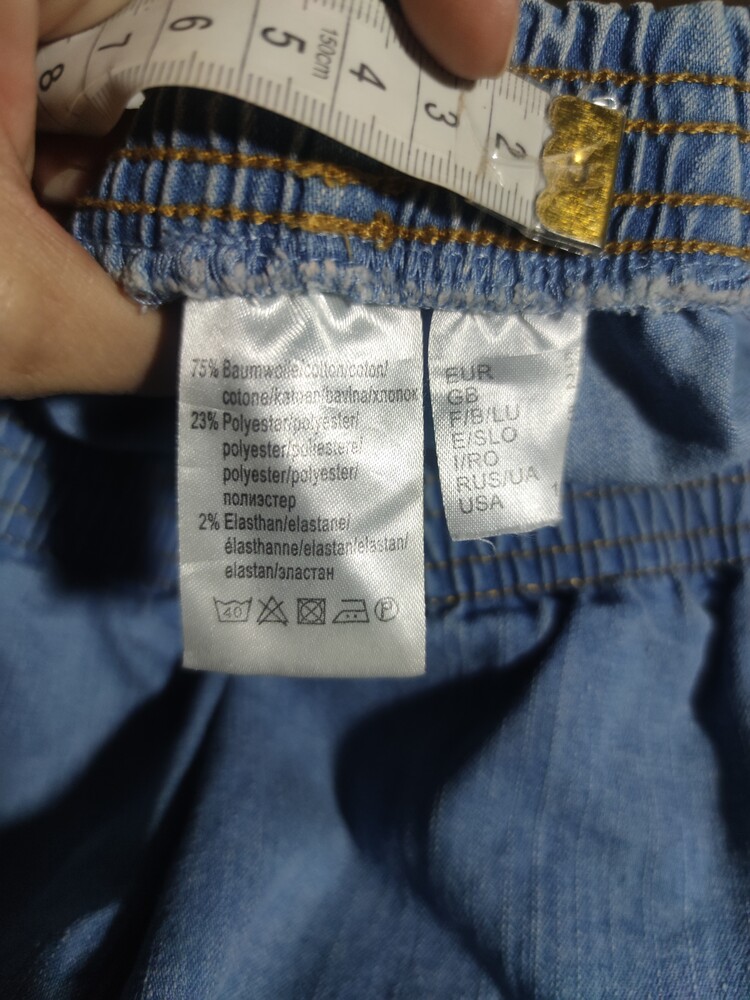 8 7 6 5 150cm 4 3 2
75% Baumwolle/cotton/coton/
cotone/katoen/bavlna/хлопок
23% Polyester/polyester/
polyester/poliestere/
polyester/polyester/
полиэстер
2% Elasthan/elastane/
élasthanne/elastan/elastan/
elastan/эластан
40 P
EUR
GB
F/B/LU
E/SLO
I/RO
RUS/UA
USA